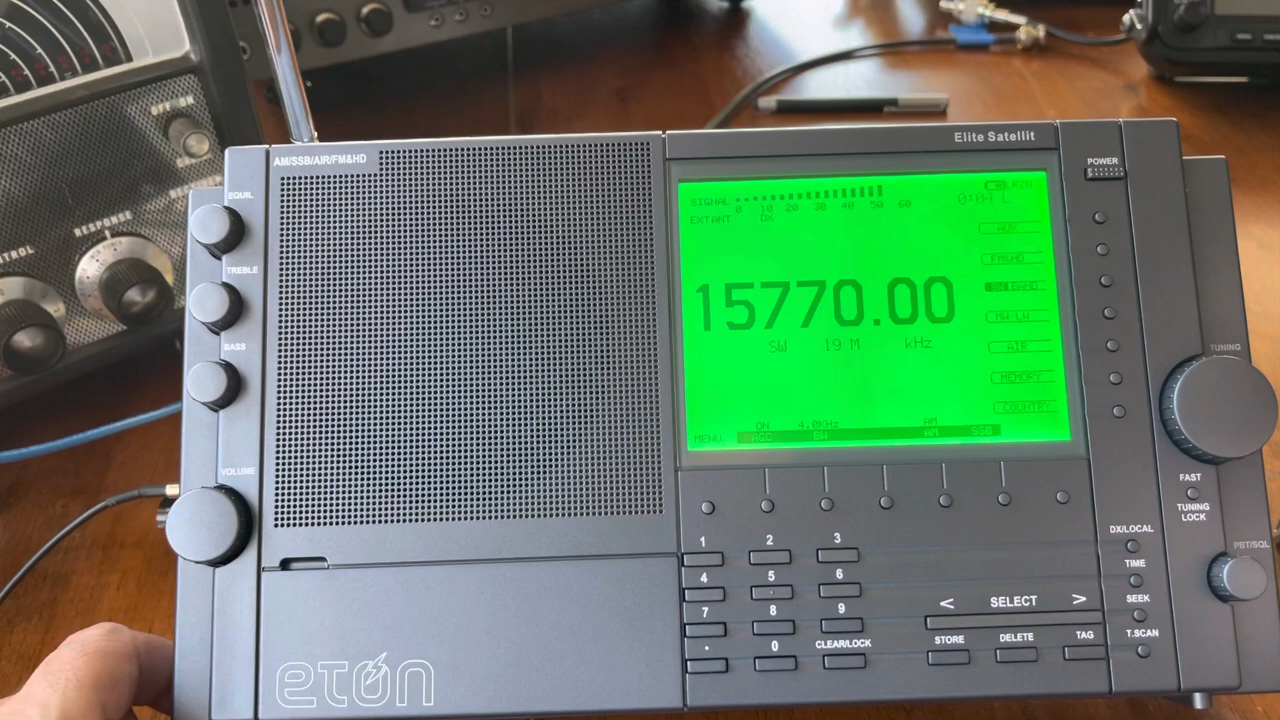 Elite Satellit
AM/SSB/AIR/FM&HD
POWER
EQUIL
TREBLE
BASS
VOLUME
RESPONSE
SIGNAL 0 10 20 30 40 50 60
EXTANT DX
AUX
FM&HD
SW BAND
MW/LW
AIR
MEMORY
COUNTRY
15770.00
SW 19 M kHz
ON 4.0KHz AM
MENU AGC BW AM SSB
TUNING
FAST
TUNING
LOCK
PBT/SQL
DX/LOCAL
TIME
SEEK
T.SCAN
1 2 3
4 5 6
7 8 9
. 0 CLEAR/LOCK
< SELECT >
STORE DELETE TAG
etón